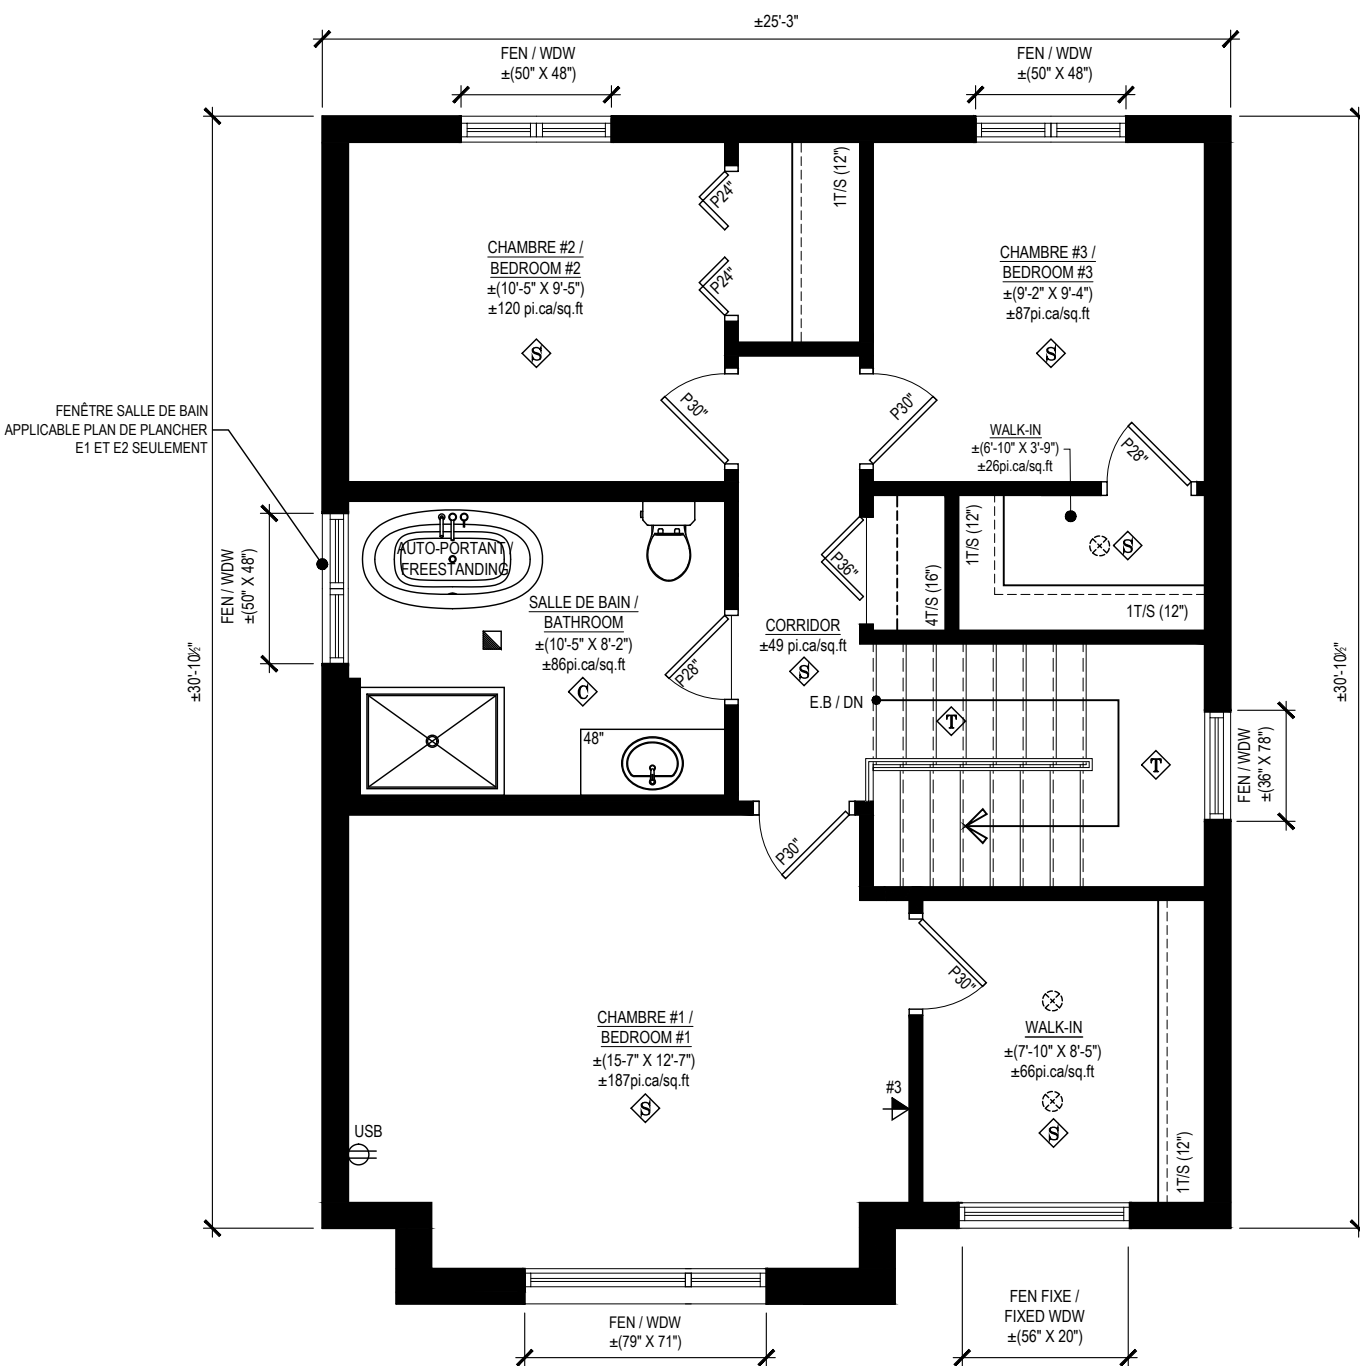 ±25'-3"
FEN / WDW
±(50" X 48")
FEN / WDW
±(50" X 48")
P24"
P24"
1T/S (12")
CHAMBRE #2 /
BEDROOM #2
±(10'-5" X 9'-5")
±120 pi.ca/sq.ft
S
CHAMBRE #3 /
BEDROOM #3
±(9'-2" X 9'-4")
±87pi.ca/sq.ft
S
P30"
P30"
FENÊTRE SALLE DE BAIN
APPLICABLE PLAN DE PLANCHER
E1 ET E2 SEULEMENT
WALK-IN
±(6'-10" X 3'-9")
±26pi.ca/sq.ft
P28"
FEN / WDW
±(50" X 48")
AUTO-PORTANT /
FREESTANDING
P36"
4T/S (16")
1T/S (12")
S
1T/S (12")
SALLE DE BAIN /
BATHROOM
±(10'-5" X 8'-2")
±86pi.ca/sq.ft
C
P28"
CORRIDOR
±49 pi.ca/sq.ft
S
±30'-10½"
±30'-10½"
E.B / DN
T
T
48"
FEN / WDW
±(36" X 78")
P30"
P30"
CHAMBRE #1 /
BEDROOM #1
±(15-7" X 12'-7")
±187pi.ca/sq.ft
S
WALK-IN
±(7'-10" X 8'-5")
±66pi.ca/sq.ft
S
#3
USB
1T/S (12")
FEN / WDW
±(79" X 71")
FEN FIXE /
FIXED WDW
±(56" X 20")